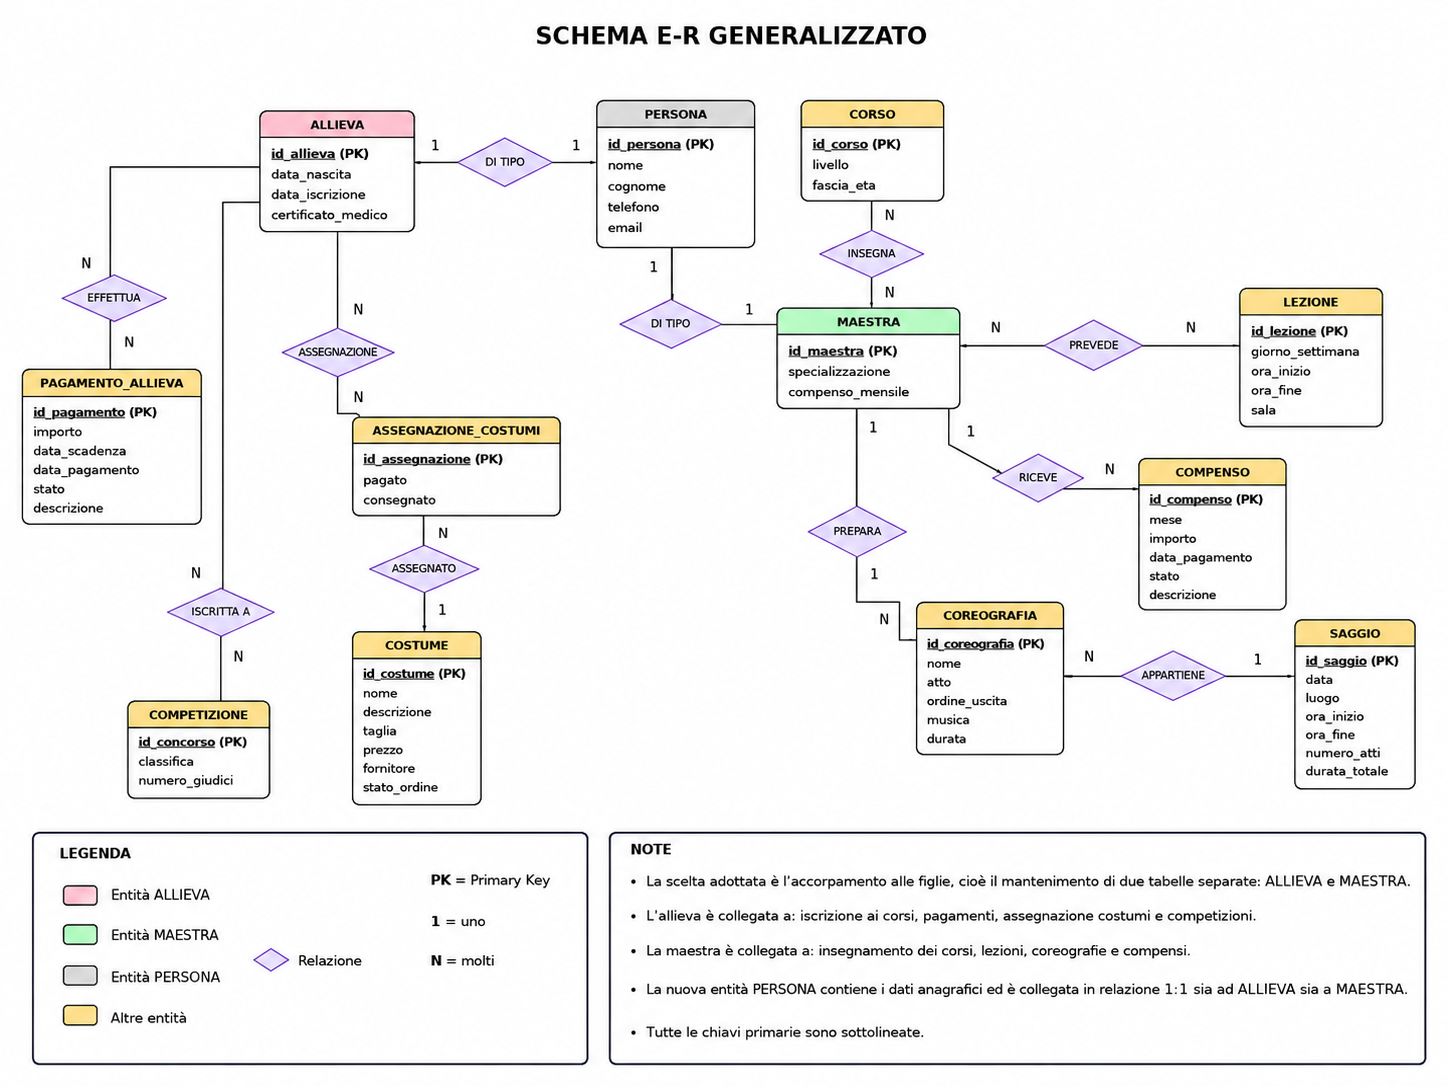 SCHEMA E-R GENERALIZZATO
ALLIEVA
id_allieva (PK)
data_nascita
data_iscrizione
certificato_medico
1
DI TIPO
1
PERSONA
id_persona (PK)
nome
cognome
telefono
email
CORSO
id_corso (PK)
livello
fascia_eta
N
INSEGNA
N
1
DI TIPO
1
MAESTRA
id_maestra (PK)
specializzazione
compenso_mensile
N
PREVEDE
N
LEZIONE
id_lezione (PK)
giorno_settimana
ora_inizio
ora_fine
sala
N
EFFETTUA
N
PAGAMENTO_ALLIEVA
id_pagamento (PK)
importo
data_scadenza
data_pagamento
stato
descrizione
N
ASSEGNAZIONE
N
ASSEGNAZIONE_COSTUMI
id_assegnazione (PK)
pagato
consegnato
N
ASSEGNATO
1
COSTUME
id_costume (PK)
nome
descrizione
taglia
prezzo
fornitore
stato_ordine
N
ISCRITTA A
N
COMPETIZIONE
id_concorso (PK)
classifica
numero_giudici
1
PREPARA
1
N
1
RICEVE
N
COMPENSO
id_compenso (PK)
mese
importo
data_pagamento
stato
descrizione
COREOGRAFIA
id_coreografia (PK)
nome
atto
ordine_uscita
musica
durata
N
APPARTIENE
1
SAGGIO
id_saggio (PK)
data
luogo
ora_inizio
ora_fine
numero_atti
durata_totale
LEGENDA
Entità ALLIEVA
Entità MAESTRA
Entità PERSONA
Altre entità
Relazione
PK = Primary Key
1 = uno
N = molti
NOTE
• La scelta adottata è l'accorpamento alle figlie, cioè il mantenimento di due tabelle separate: ALLIEVA e MAESTRA.
• L'allieva è collegata a: iscrizione ai corsi, pagamenti, assegnazione costumi e competizioni.
• La maestra è collegata a: insegnamento dei corsi, lezioni, coreografie e compensi.
• La nuova entità PERSONA contiene i dati anagrafici ed è collegata in relazione 1:1 sia ad ALLIEVA sia a MAESTRA.
• Tutte le chiavi primarie sono sottolineate.